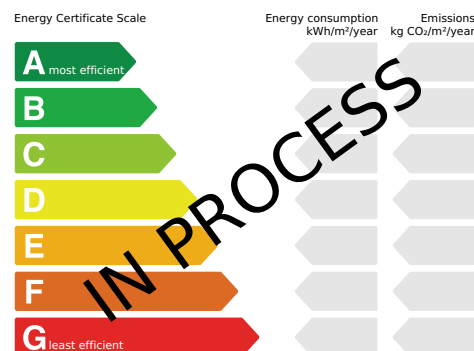 Energy Certificate Scale
Energy consumption
kWh/m²/year
Emissions
kg CO₂/m²/year
A most efficient
B
C
D
E
F
G least efficient
IN PROCESS